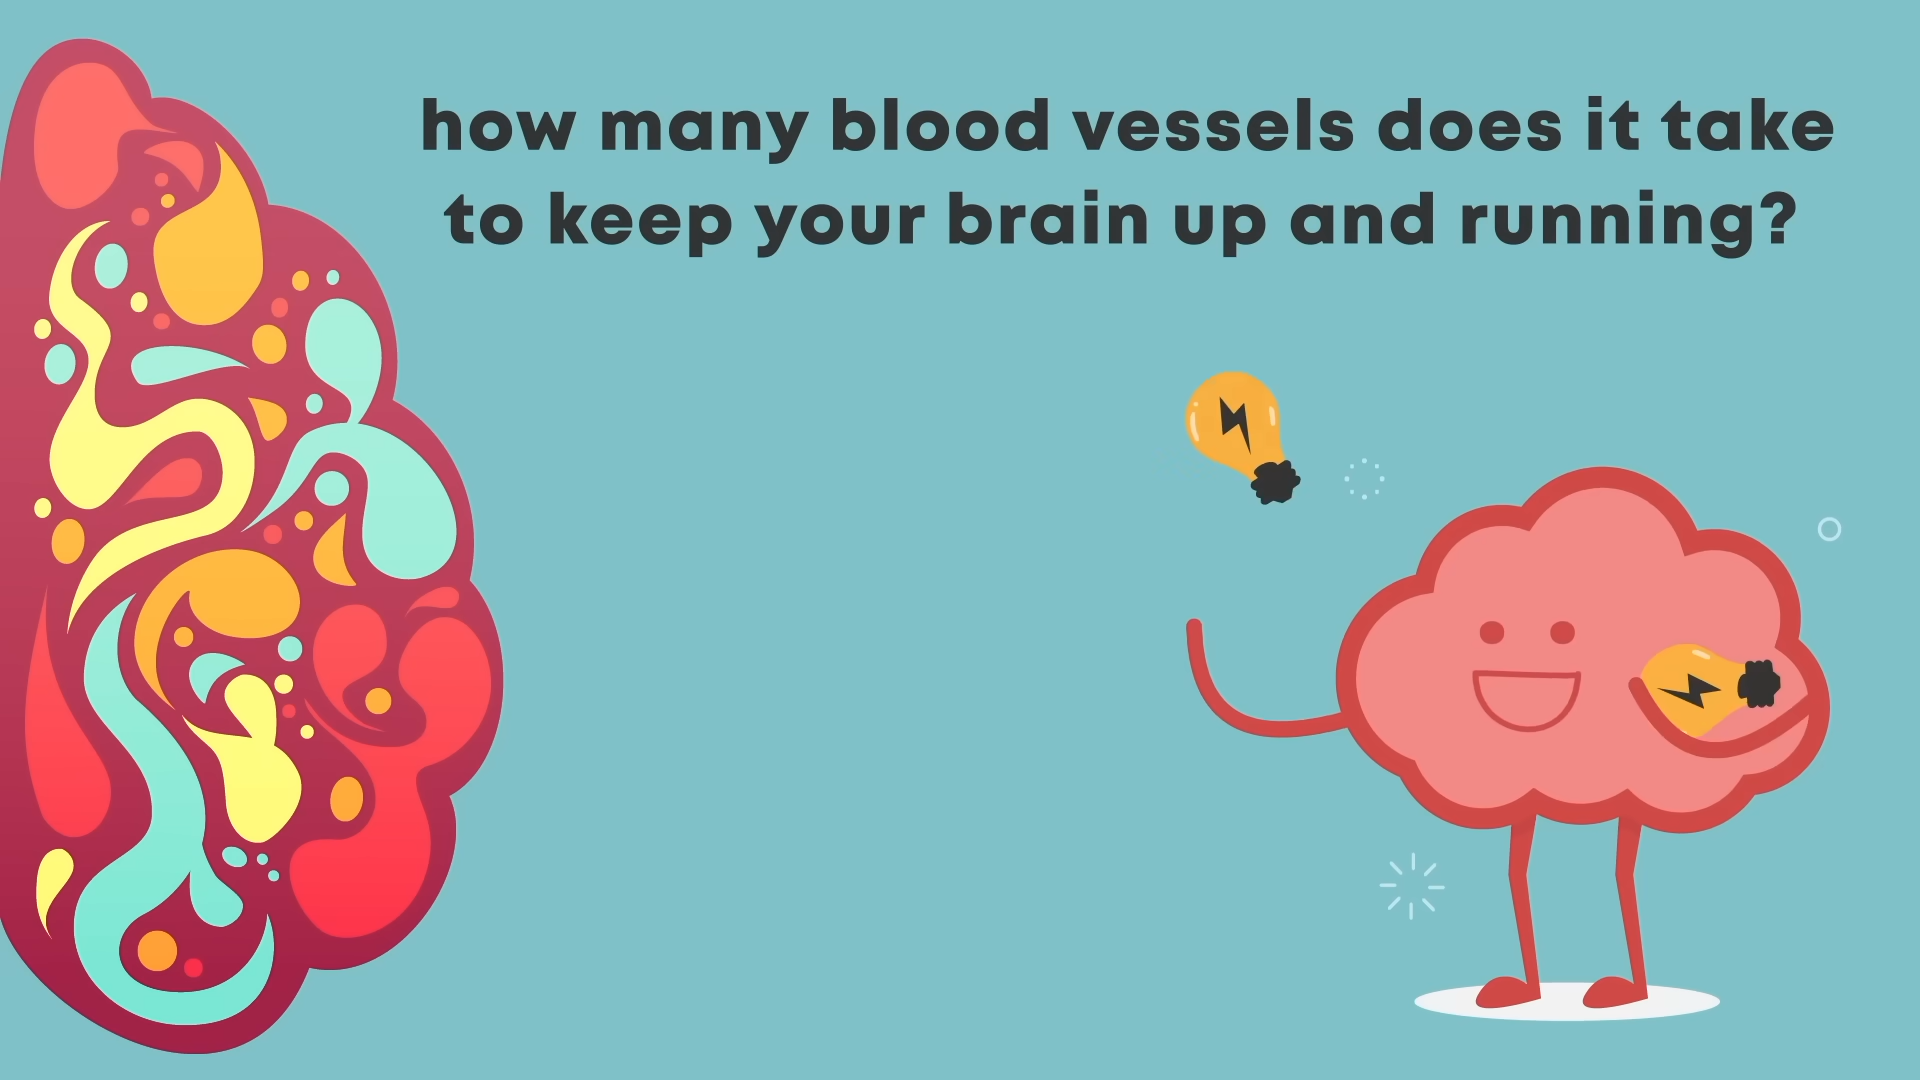 how many blood vessels does it take
to keep your brain up and running?